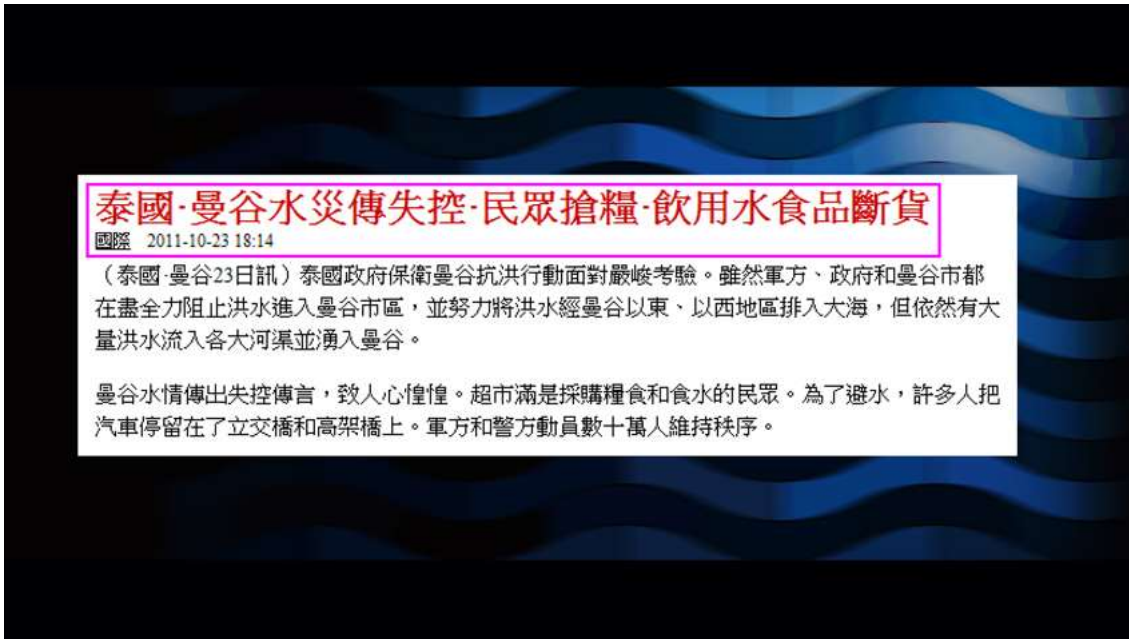 泰國‧曼谷水災傳失控‧民眾搶糧‧飲用水食品斷貨
國際 2011-10-23 18:14
（泰國‧曼谷23日訊）泰國政府保衛曼谷抗洪行動面對嚴峻考驗。雖然軍方、政府和曼谷市都
在盡全力阻止洪水進入曼谷市區，並努力將洪水經曼谷以東、以西地區排入大海，但依然有大
量洪水流入各大河渠並湧入曼谷。
曼谷水情傳出失控傳言，致人心惶惶。超市滿是採購糧食和食水的民眾。為了避水，許多人把
汽車停留在了立交橋和高架橋上。軍方和警方動員數十萬人維持秩序。